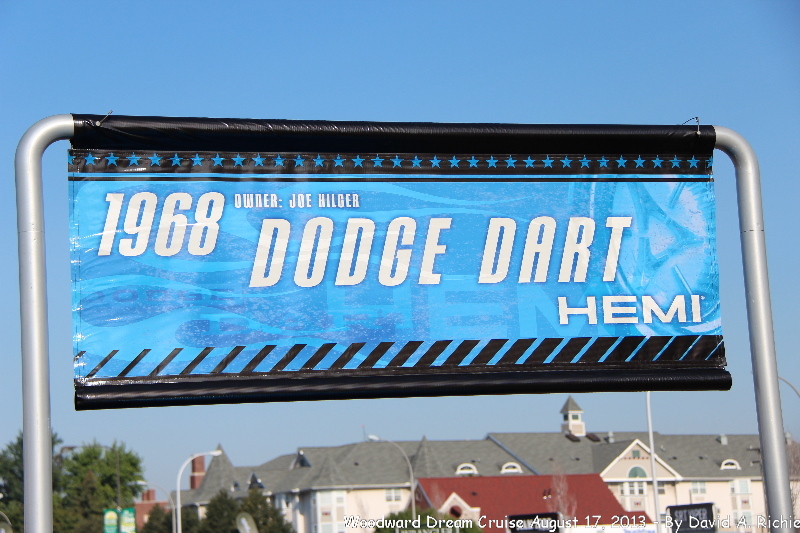 1968 OWNER: JOE HILGER
DODGE DART
HEMI
Woodward Dream Cruise August 17, 2013 - By David A. Richie